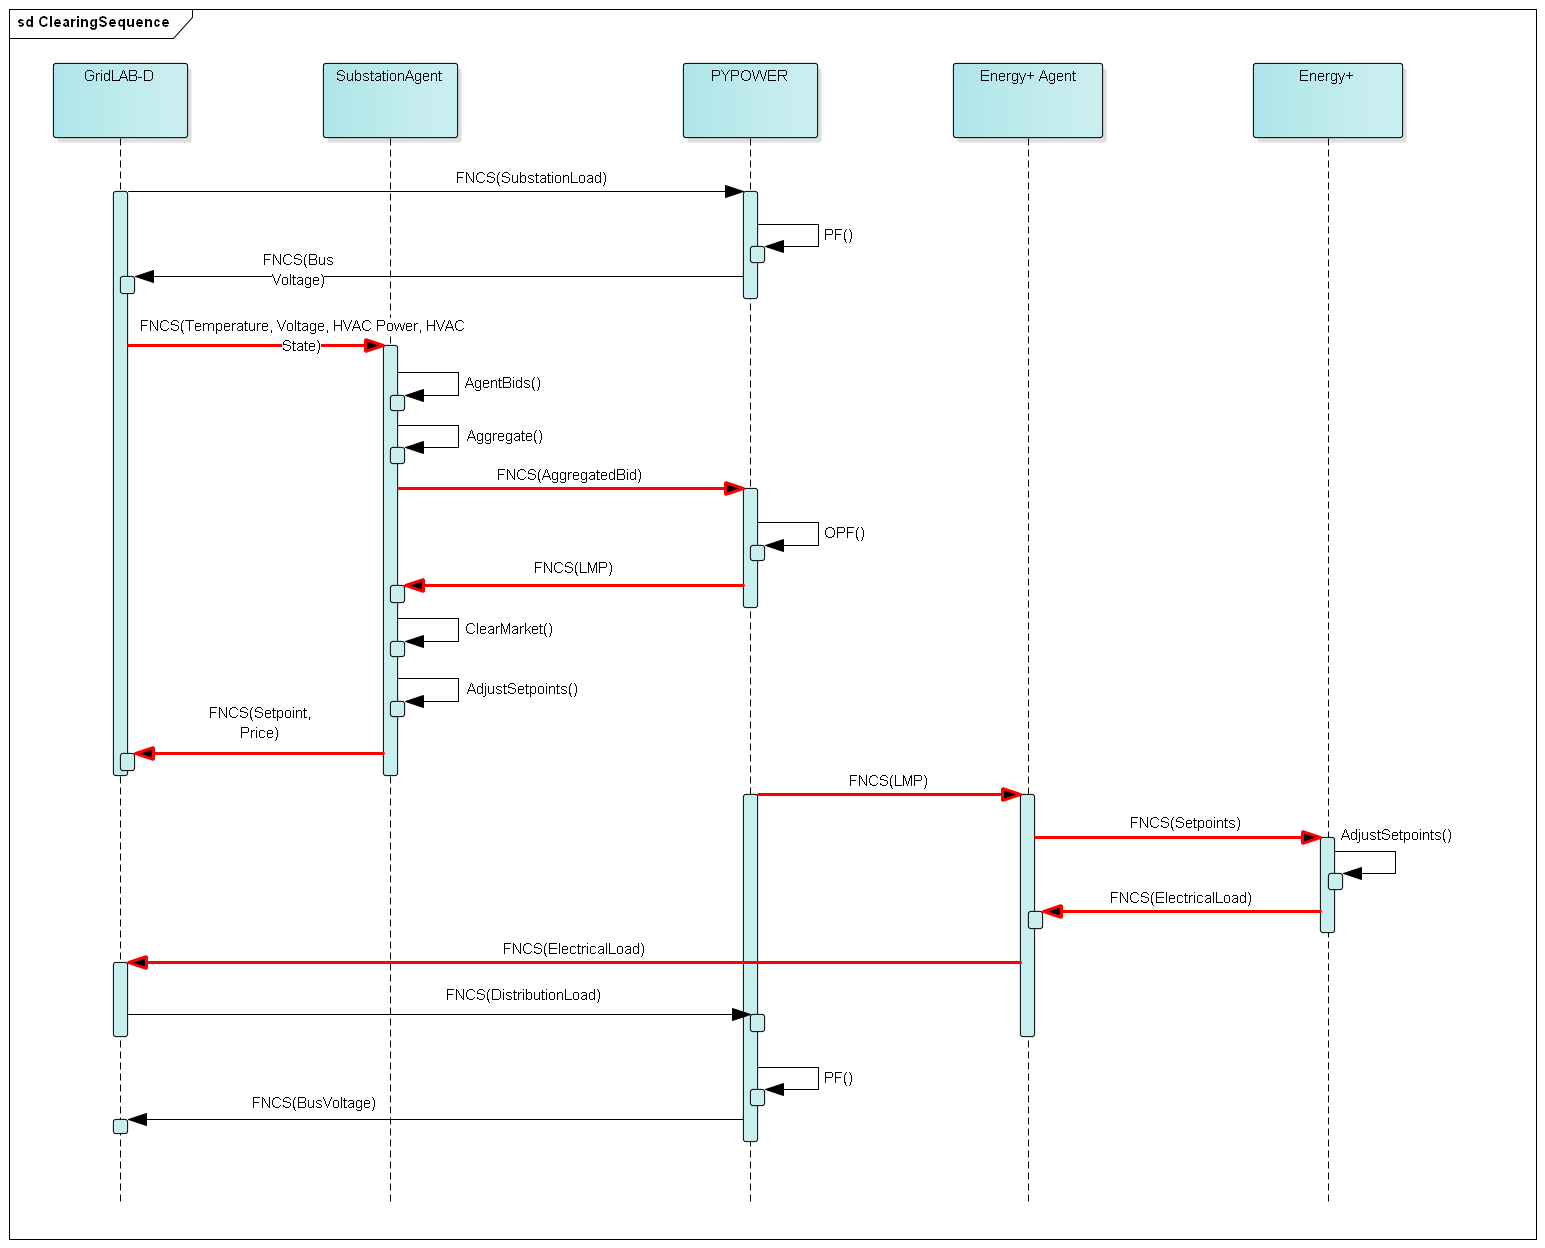 sd ClearingSequence
GridLAB-D
SubstationAgent
PYPOWER
Energy+ Agent
Energy+
FNCS(SubstationLoad)
PF()
FNCS(Bus
Voltage)
FNCS(Temperature, Voltage, HVAC Power, HVAC
State)
AgentBids()
Aggregate()
FNCS(AggregatedBid)
OPF()
FNCS(LMP)
ClearMarket()
AdjustSetpoints()
FNCS(Setpoint,
Price)
FNCS(LMP)
FNCS(Setpoints)
AdjustSetpoints()
FNCS(ElectricalLoad)
FNCS(ElectricalLoad)
FNCS(DistributionLoad)
PF()
FNCS(BusVoltage)